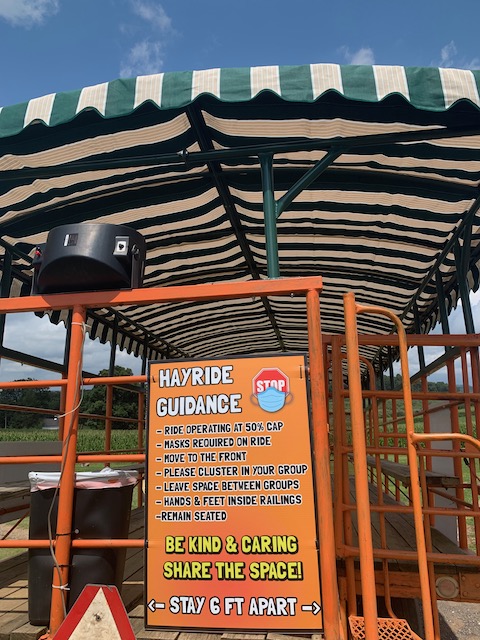 HAYRIDE
STOP
GUIDANCE
- RIDE OPERATING AT 50% CAP
- MASKS REQUIRED ON RIDE
- MOVE TO THE FRONT
- PLEASE CLUSTER IN YOUR GROUP
- LEAVE SPACE BETWEEN GROUPS
- HANDS & FEET INSIDE RAILINGS
-REMAIN SEATED
BE KIND & CARING
SHARE THE SPACE!
<- STAY 6 FT APART ->